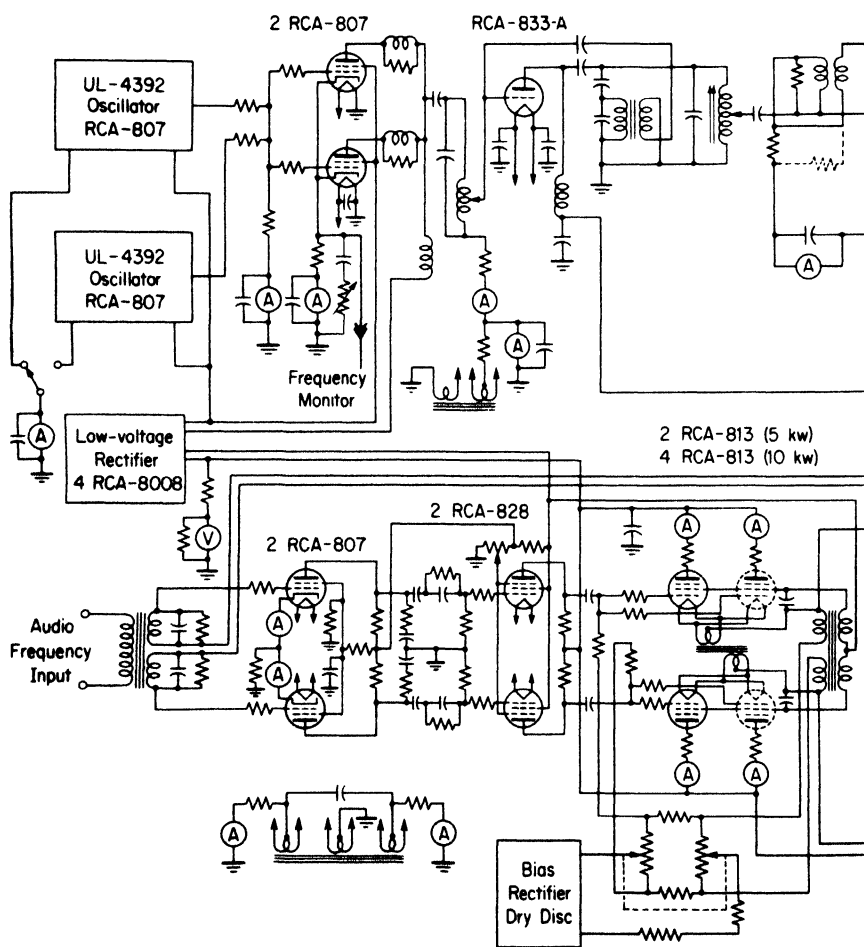 2 RCA-807
RCA-833-A
UL-4392
Oscillator
RCA-807
UL-4392
Oscillator
RCA-807
A
A
A
A
A
A
Frequency
Monitor
Low-voltage
Rectifier
4 RCA-8008
V
2 RCA-813 (5 kw)
4 RCA-813 (10 kw)
2 RCA-828
2 RCA-807
A
A
Audio
Frequency
Input
A
A
A
A
A
A
Bias
Rectifier
Dry Disc